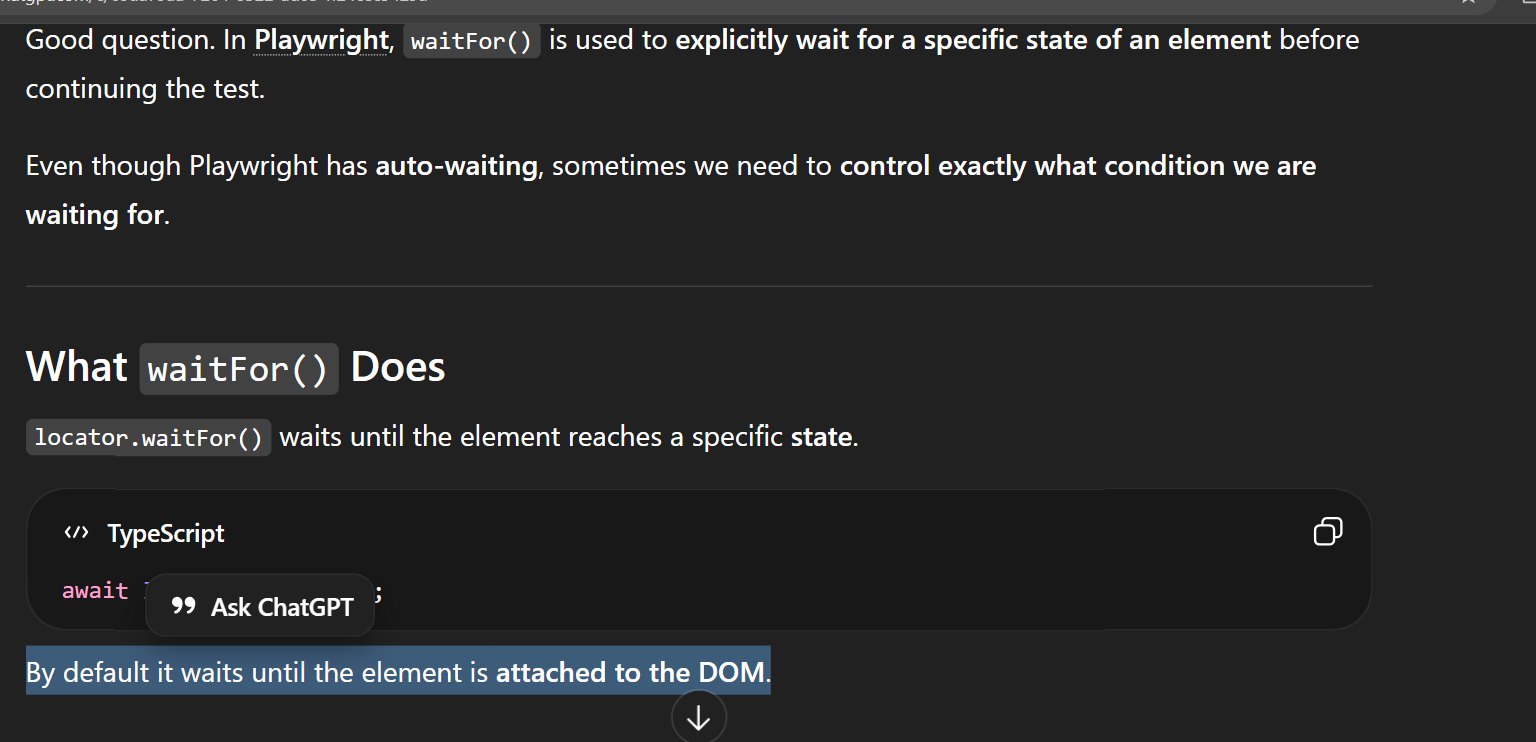 Good question. In Playwright, waitFor() is used to explicitly wait for a specific state of an element before
continuing the test.
Even though Playwright has auto-waiting, sometimes we need to control exactly what condition we are
waiting for.
What waitFor() Does
locator.waitFor() waits until the element reaches a specific state.
TypeScript
await ;
Ask ChatGPT
By default it waits until the element is attached to the DOM.